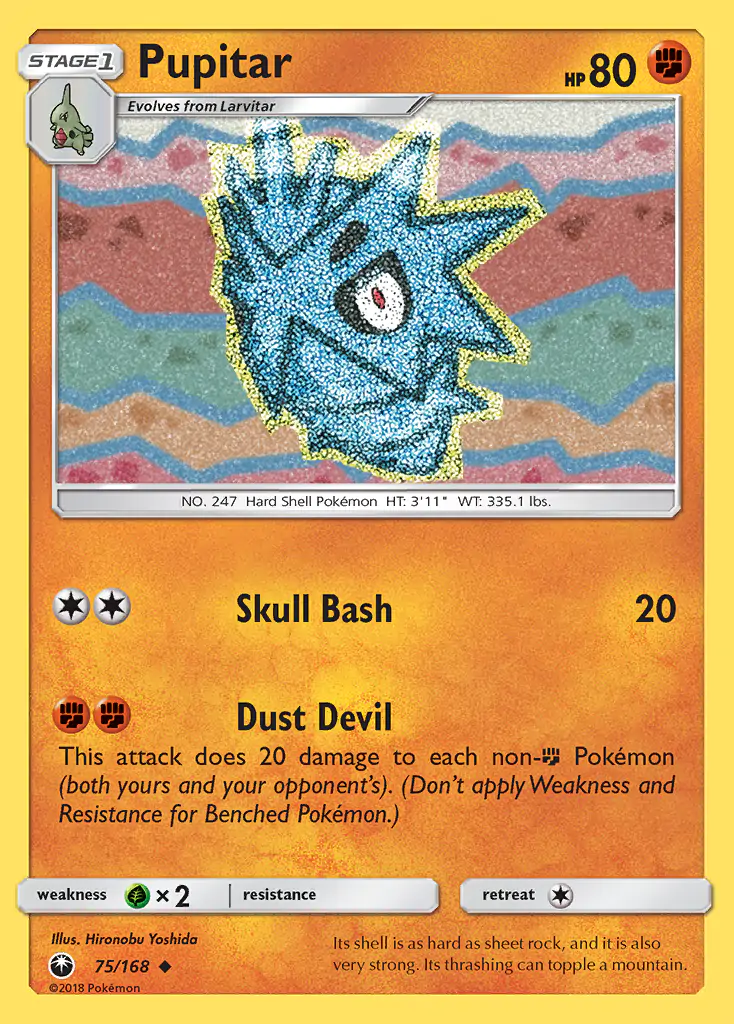 STAGE1
Pupitar
HP 80
Evolves from Larvitar
NO. 247 Hard Shell Pokémon HT: 3'11" WT: 335.1 lbs.
Skull Bash 20
Dust Devil
This attack does 20 damage to each non- Pokémon
(both yours and your opponent's). (Don't apply Weakness and
Resistance for Benched Pokémon.)
weakness ×2 resistance retreat
Illus. Hironobu Yoshida
75/168
©2018 Pokémon
Its shell is as hard as sheet rock, and it is also
very strong. Its thrashing can topple a mountain.